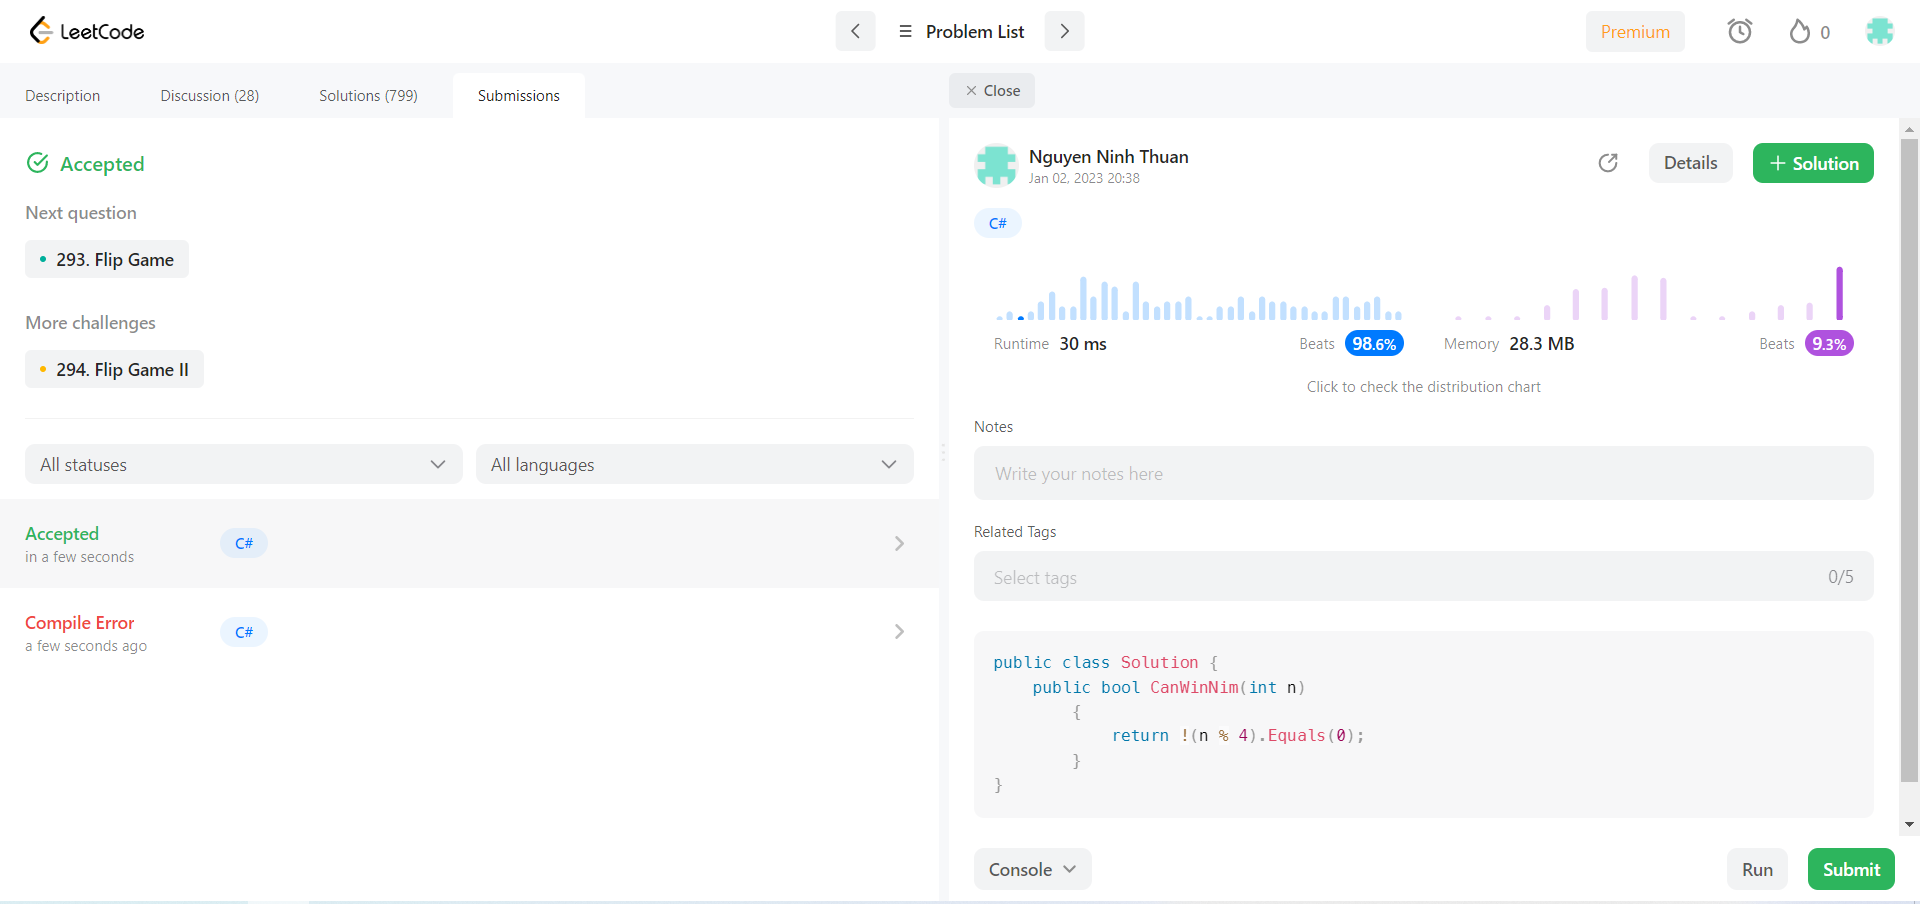 LeetCode
Problem List
Premium
0
Description
Discussion (28)
Solutions (799)
Submissions
Close
Accepted
Next question
293. Flip Game
More challenges
294. Flip Game II
All statuses
All languages
Accepted
in a few seconds
C#
Compile Error
a few seconds ago
C#
Nguyen Ninh Thuan
Jan 02, 2023 20:38
Details
+ Solution
C#
Runtime 30 ms
Beats 98.6%
Memory 28.3 MB
Beats 9.3%
Click to check the distribution chart
Notes
Write your notes here
Related Tags
Select tags
0/5
public class Solution {
    public bool CanWinNim(int n)
        {
            return !(n % 4).Equals(0);
        }
}
Console
Run
Submit